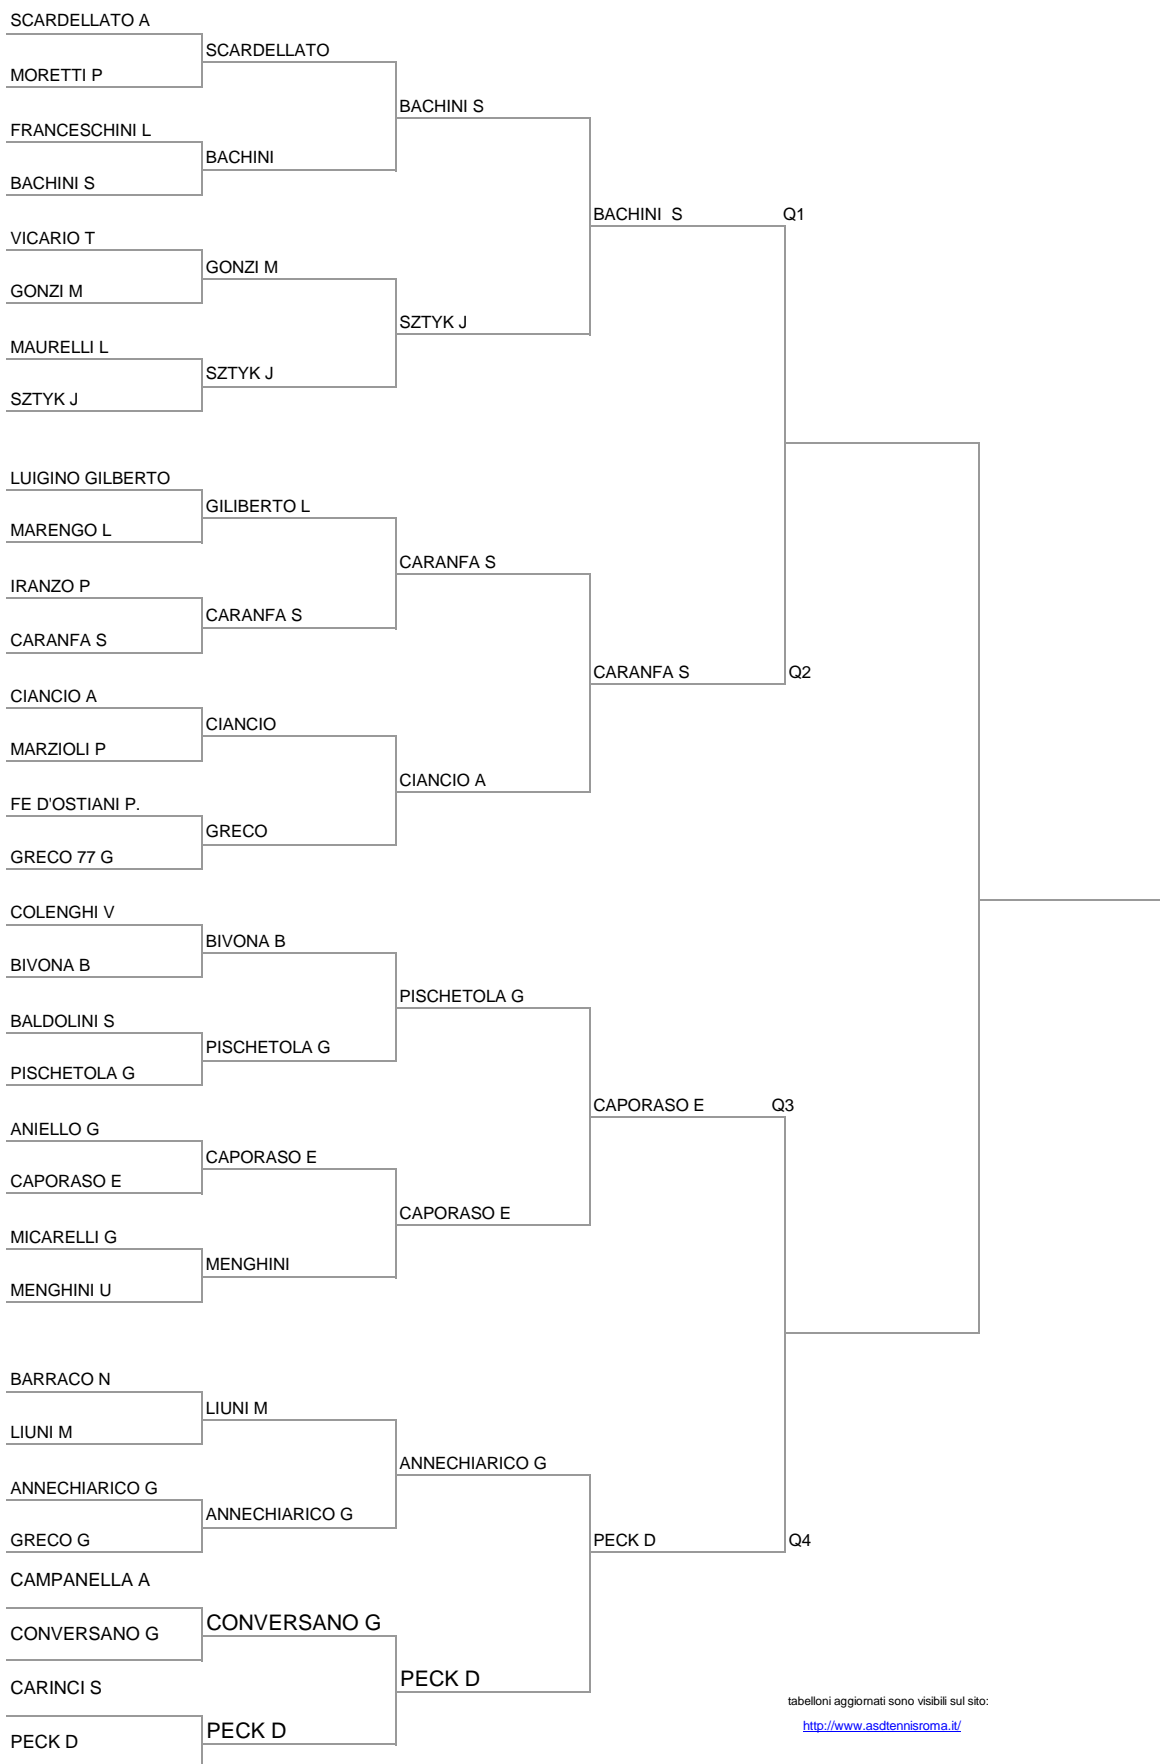 SCARDELLATO A
SCARDELLATO
MORETTI P
BACHINI S
FRANCESCHINI L
BACHINI
BACHINI S
BACHINI  S
Q1
VICARIO T
GONZI M
GONZI M
SZTYK J
MAURELLI L
SZTYK J
SZTYK J
LUIGINO GILBERTO
GILIBERTO L
MARENGO L
CARANFA S
IRANZO P
CARANFA S
CARANFA S
CARANFA S
Q2
CIANCIO A
CIANCIO
MARZIOLI P
CIANCIO A
FE D'OSTIANI P.
GRECO
GRECO 77 G
COLENGHI V
BIVONA B
BIVONA B
PISCHETOLA G
BALDOLINI S
PISCHETOLA G
PISCHETOLA G
CAPORASO E
Q3
ANIELLO G
CAPORASO E
CAPORASO E
CAPORASO E
MICARELLI G
MENGHINI
MENGHINI U
BARRACO N
LIUNI M
LIUNI M
ANNECHIARICO G
ANNECHIARICO G
ANNECHIARICO G
GRECO G
PECK D
Q4
CAMPANELLA A
CONVERSANO G
CONVERSANO G
PECK D
CARINCI S
PECK D
PECK D
tabelloni aggiornati sono visibili sul sito:
http://www.asdtennisroma.it/